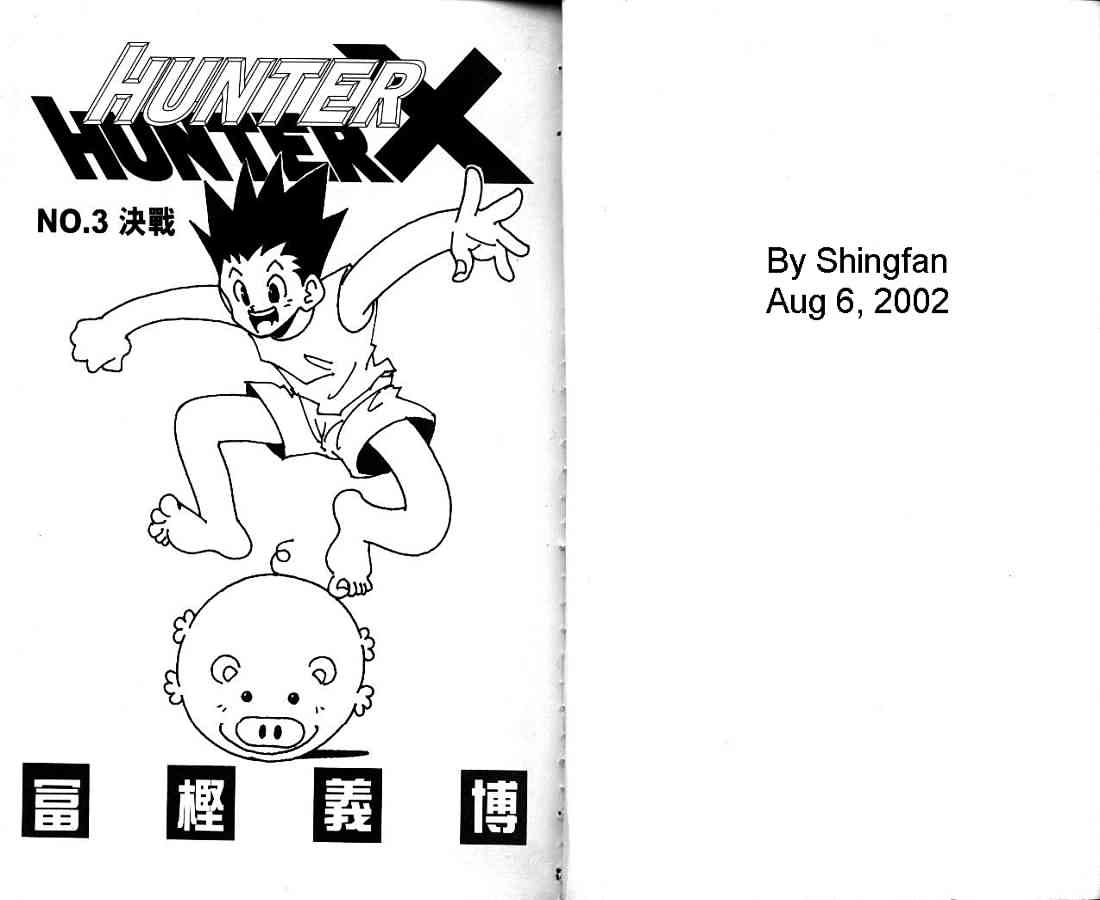 HUNTER X
HUNTER
NO.3 決戰
冨樫義博
By Shingfan
Aug 6, 2002